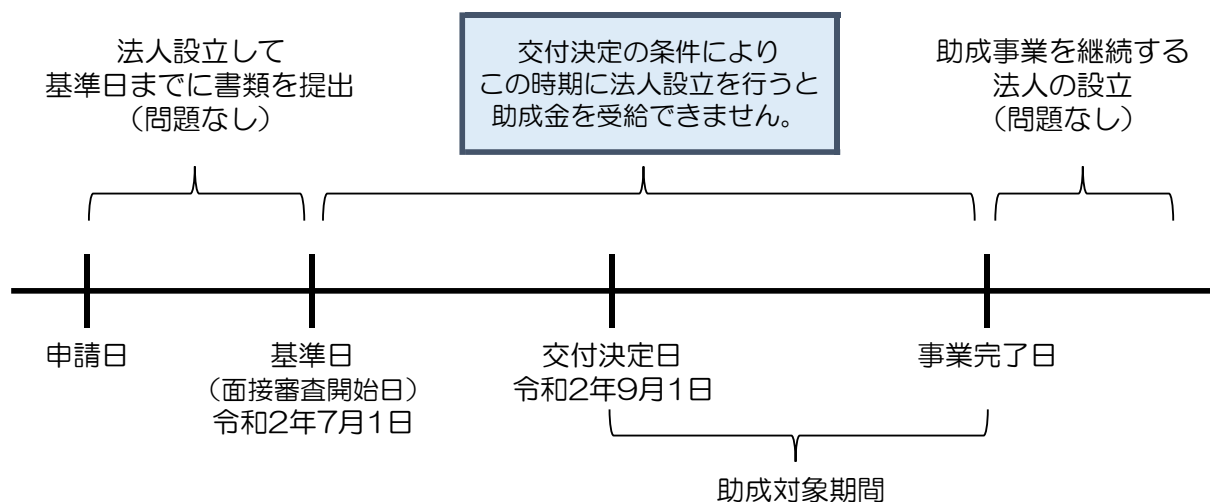 法人設立して
基準日までに書類を提出
（問題なし）
交付決定の条件により
この時期に法人設立を行うと
助成金を受給できません。
助成事業を継続する
法人の設立
（問題なし）
申請日
基準日
（面接審査開始日）
令和2年7月1日
交付決定日
令和2年9月1日
事業完了日
助成対象期間